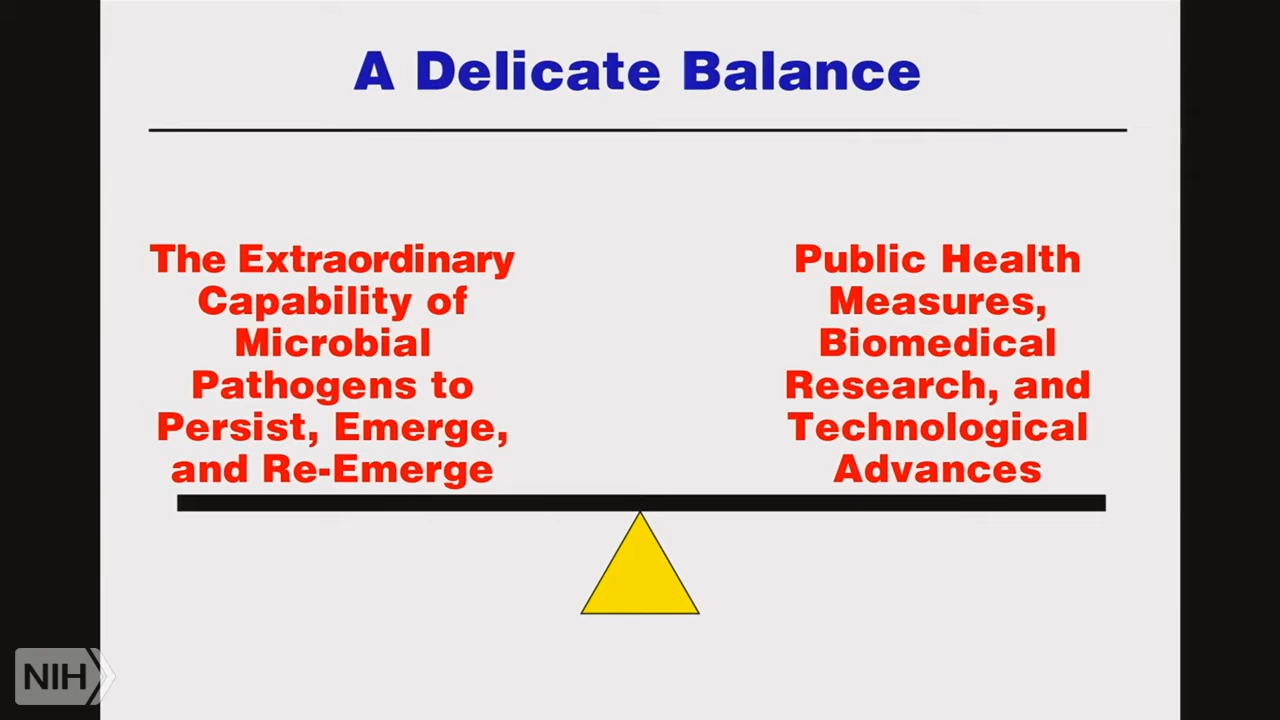 A Delicate Balance
The Extraordinary
Capability of
Microbial
Pathogens to
Persist, Emerge,
and Re-Emerge
Public Health
Measures,
Biomedical
Research, and
Technological
Advances
NIH